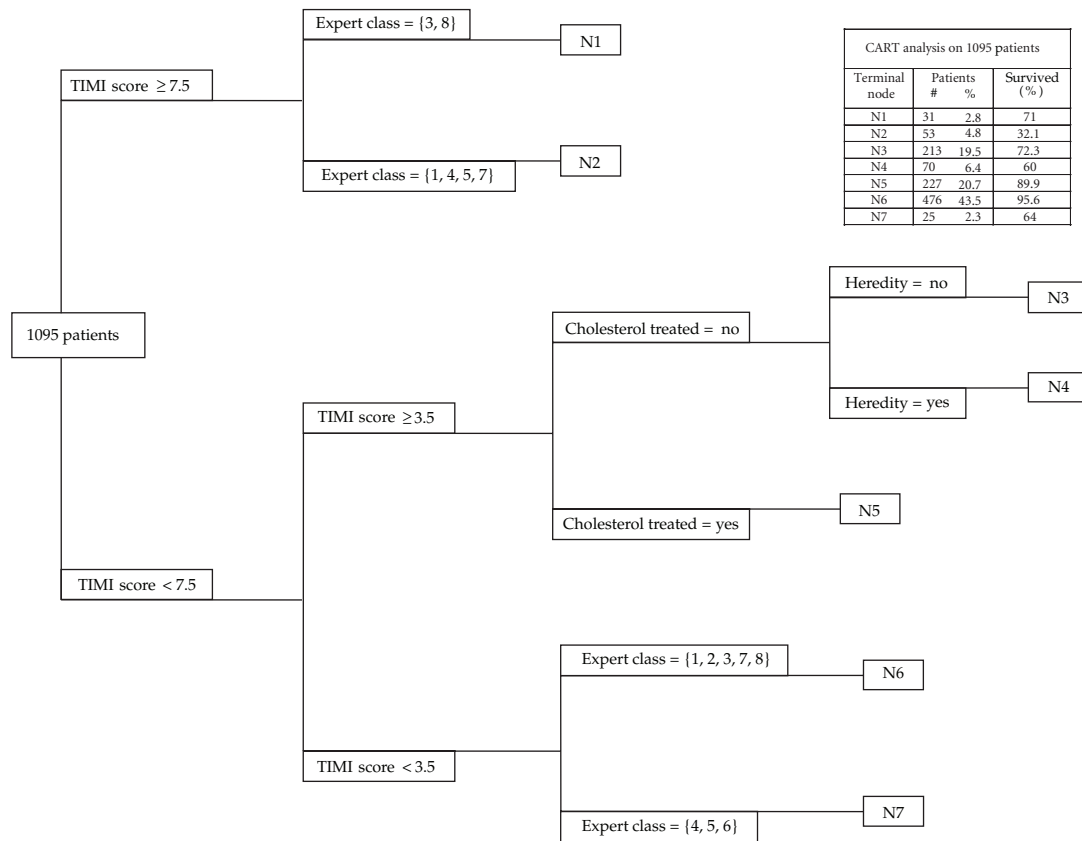 Expert class = {3, 8}
N1
TIMI score ≥ 7.5
N2
Expert class = {1, 4, 5, 7}
CART analysis on 1095 patients
Terminal node Patients # % Survived (%)
N1 31 2.8 71
N2 53 4.8 32.1
N3 213 19.5 72.3
N4 70 6.4 60
N5 227 20.7 89.9
N6 476 43.5 95.6
N7 25 2.3 64
1095 patients
Heredity = no
N3
Cholesterol treated = no
N4
Heredity = yes
TIMI score ≥ 3.5
N5
Cholesterol treated = yes
TIMI score < 7.5
Expert class = {1, 2, 3, 7, 8}
N6
TIMI score < 3.5
N7
Expert class = {4, 5, 6}